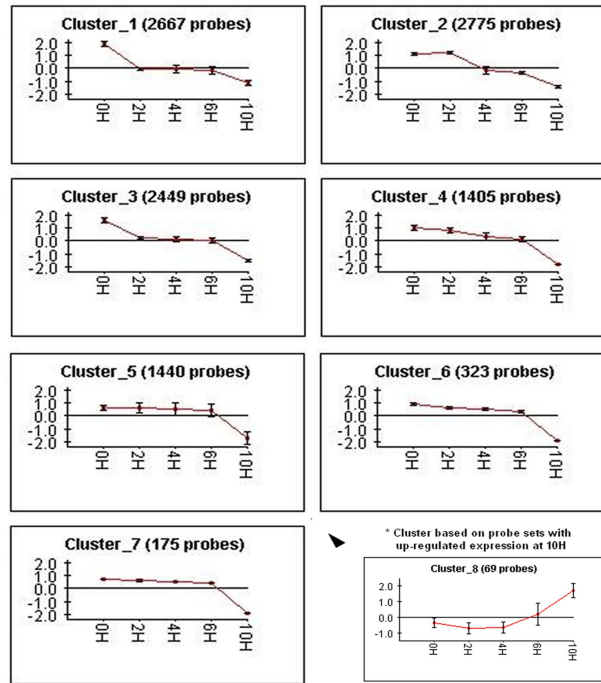 Cluster_1 (2667 probes)
2.0
1.0
0.0
-1.0
-2.0
0H 2H 4H 6H 10H
Cluster_2 (2775 probes)
2.0
1.0
0.0
-1.0
-2.0
0H 2H 4H 6H 10H
Cluster_3 (2449 probes)
2.0
1.0
0.0
-1.0
-2.0
0H 2H 4H 6H 10H
Cluster_4 (1405 probes)
2.0
1.0
0.0
-1.0
-2.0
0H 2H 4H 6H 10H
Cluster_5 (1440 probes)
2.0
1.0
0.0
-1.0
-2.0
0H 2H 4H 6H 10H
Cluster_6 (323 probes)
2.0
1.0
0.0
-1.0
-2.0
0H 2H 4H 6H 10H
Cluster_7 (175 probes)
2.0
1.0
0.0
-1.0
-2.0
0H 2H 4H 6H 10H
* Cluster based on probe sets with
up-regulated expression at 10H
Cluster_8 (69 probes)
2.0
1.0
0.0
-1.0
0H 2H 4H 6H 10H